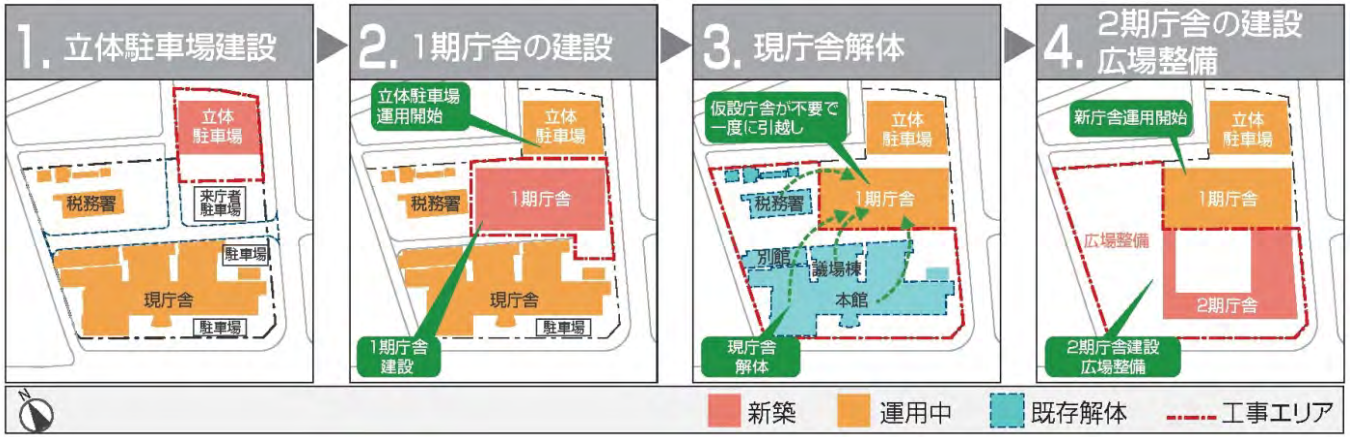 1. 立体駐車場建設
立体
駐車場
税務署
来庁者
駐車場
駐車場
現庁舎
駐車場
2. 1期庁舎の建設
立体駐車場
運用開始
立体
駐車場
税務署
1期庁舎
現庁舎
駐車場
1期庁舎
建設
3. 現庁舎解体
仮設庁舎が不要で
一度に引越し
立体
駐車場
税務署
1期庁舎
別館
議場棟
本館
現庁舎
解体
4. 2期庁舎の建設
広場整備
新庁舎運用開始
立体
駐車場
1期庁舎
広場整備
2期庁舎
2期庁舎建設
広場整備
N
新築
運用中
既存解体
工事エリア